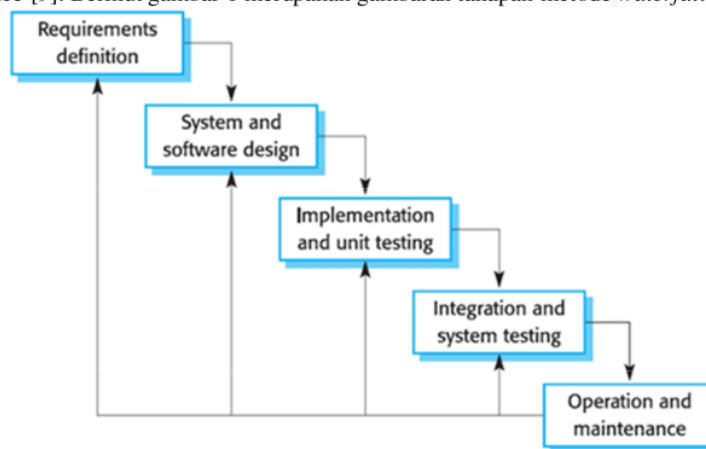 Requirements
definition
System and
software design
Implementation
and unit testing
Integration and
system testing
Operation and
maintenance